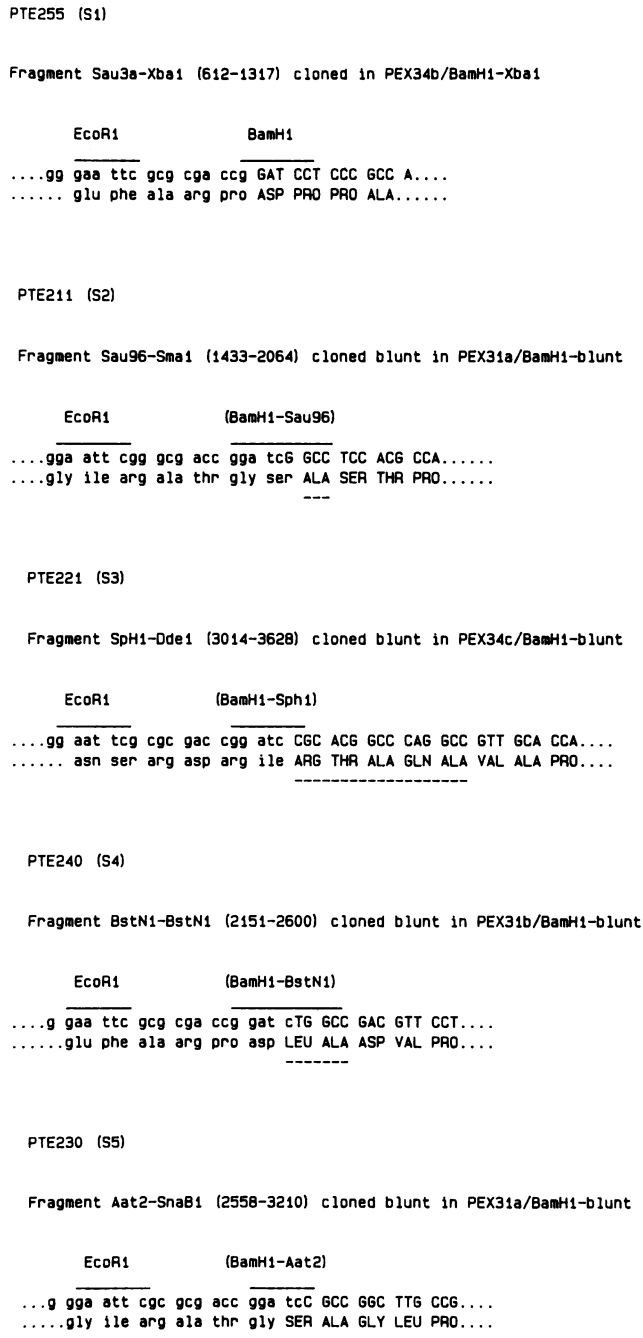 PTE255 (S1)
Fragment Sau3a-Xba1 (612-1317) cloned in PEX34b/BamH1-Xba1
EcoR1 BamH1
....gg gaa ttc gcg cga ccg GAT CCT CCC GCC A....
...... glu phe ala arg pro ASP PRO PRO ALA......
PTE211 (S2)
Fragment Sau96-Sma1 (1433-2064) cloned blunt in PEX31a/BamH1-blunt
EcoR1 (BamH1-Sau96)
....gga att cgg gcg acc gga tcG GCC TCC ACG CCA......
....gly ile arg ala thr gly ser ALA SER THR PRO......
---
PTE221 (S3)
Fragment SpH1-Dde1 (3014-3628) cloned blunt in PEX34c/BamH1-blunt
EcoR1 (BamH1-Sph1)
....gg aat tcg cgc gac cgg atc CGC ACG GCC CAG GCC GTT GCA CCA....
...... asn ser arg asp arg ile ARG THR ALA GLN ALA VAL ALA PRO....
-------------------
PTE240 (S4)
Fragment BstN1-BstN1 (2151-2600) cloned blunt in PEX31b/BamH1-blunt
EcoR1 (BamH1-BstN1)
....g gaa ttc gcg cga ccg gat cTG GCC GAC GTT CCT....
......glu phe ala arg pro asp LEU ALA ASP VAL PRO....
-------
PTE230 (S5)
Fragment Aat2-SnaB1 (2558-3210) cloned blunt in PEX31a/BamH1-blunt
EcoR1 (BamH1-Aat2)
...g gga att cgc gcg acc gga tcC GCC GGC TTG CCG....
.....gly ile arg ala thr gly SER ALA GLY LEU PRO....